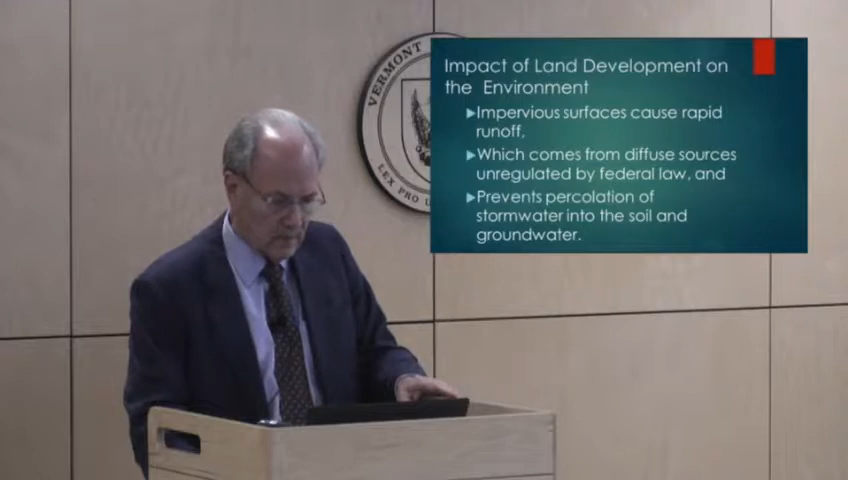 VERMONT
LEX PRO U
Impact of Land Development on
the Environment
Impervious surfaces cause rapid
runoff,
Which comes from diffuse sources
unregulated by federal law, and
Prevents percolation of
stormwater into the soil and
groundwater.